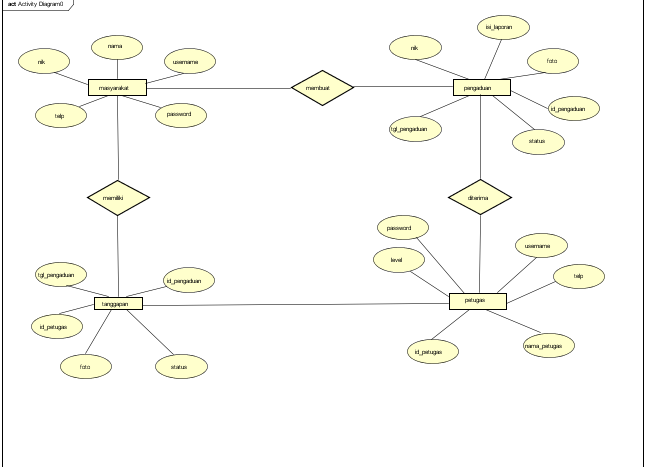 act Activity Diagram0
isi_laporan
nama
nik
nik
username
foto
masyarakat
membuat
pengaduan
id_pengaduan
telp
password
tgl_pengaduan
status
memiliki
diterima
password
username
level
tgl_pengaduan
id_pengaduan
telp
tanggapan
petugas
id_petugas
nama_petugas
id_petugas
foto
status